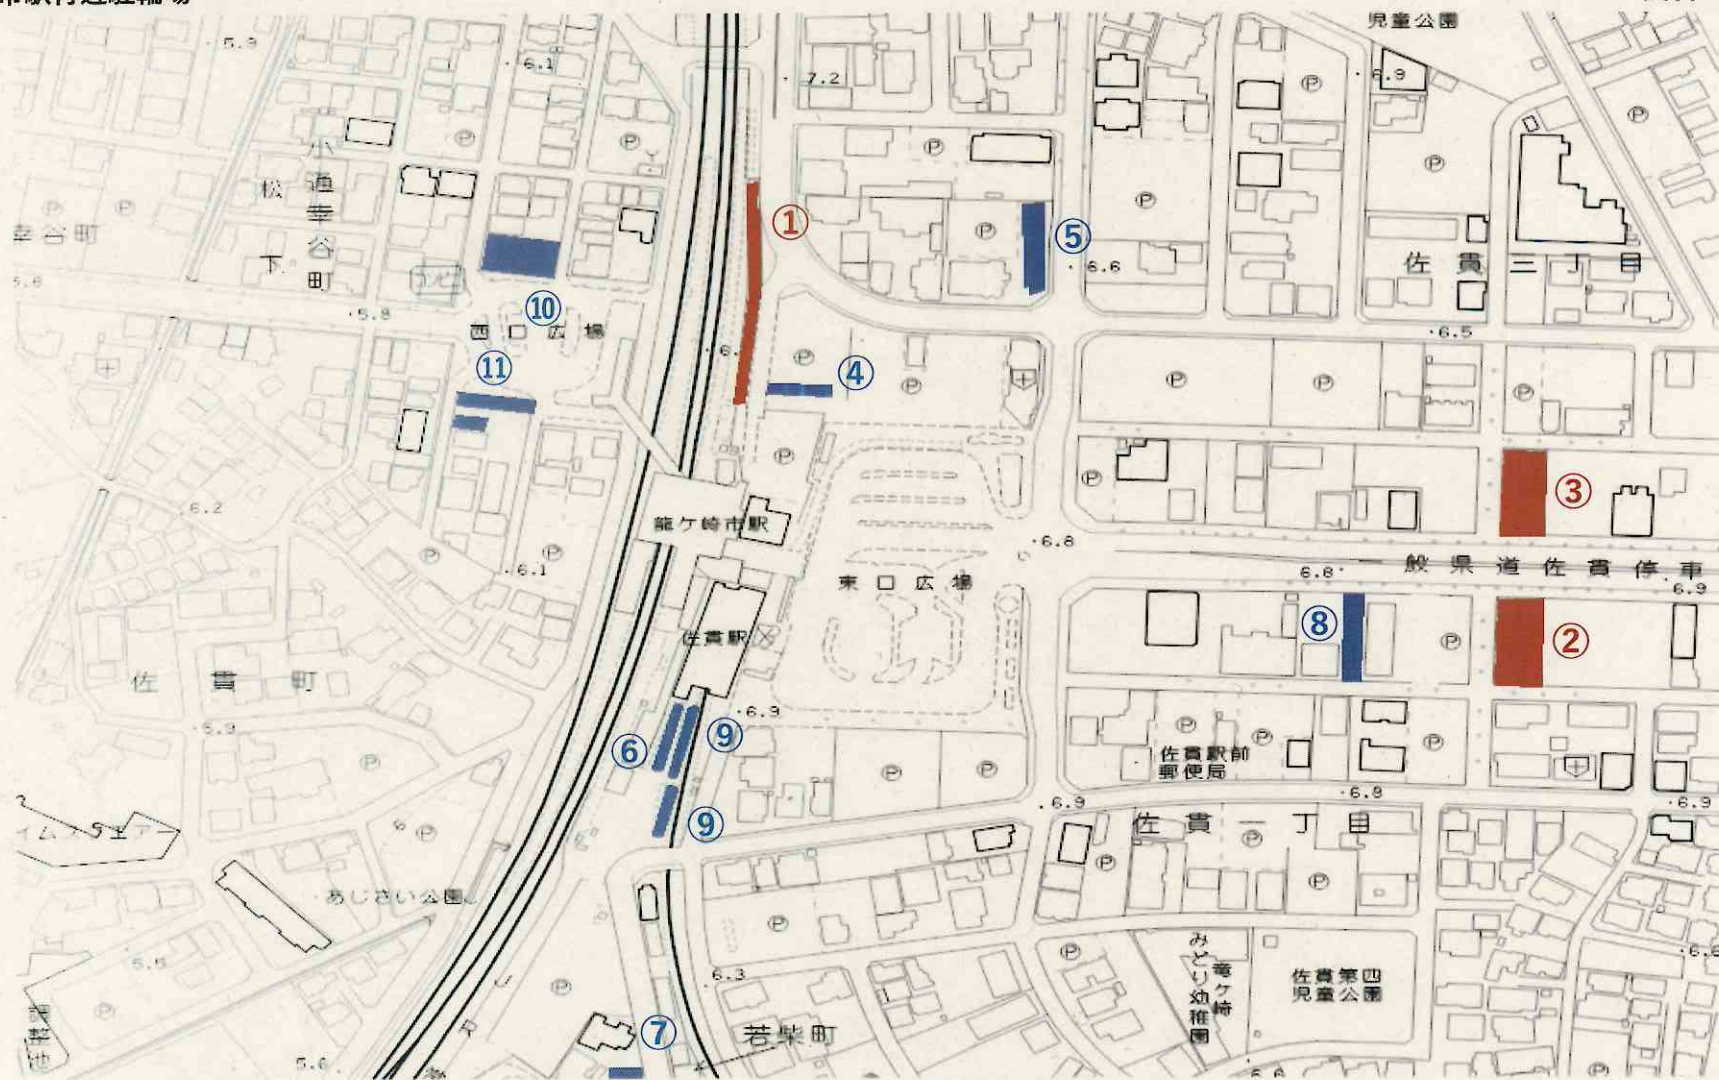 児童公園
5.9
6.1
7.2
6.9
小通幸谷町
松
下
幸谷町
①
⑤
6.6
佐貫三丁目
5.6
5.8
⑩
西口広場
6.5
⑪
④
③
6.2
龍ケ崎市駅
6.8
一般県道佐貫停車
6.1
東口広場
6.8
6.9
⑧
②
佐貫駅
佐貫町
6.9
5.9
⑥
⑨
佐貫駅前
郵便局
6.9
6.9
6.9
⑨
佐貫一丁目
あじさい公園
5.5
6.3
みどり幼稚園
竜ケ崎
佐貫第四
児童公園
⑦
若柴町
5.6